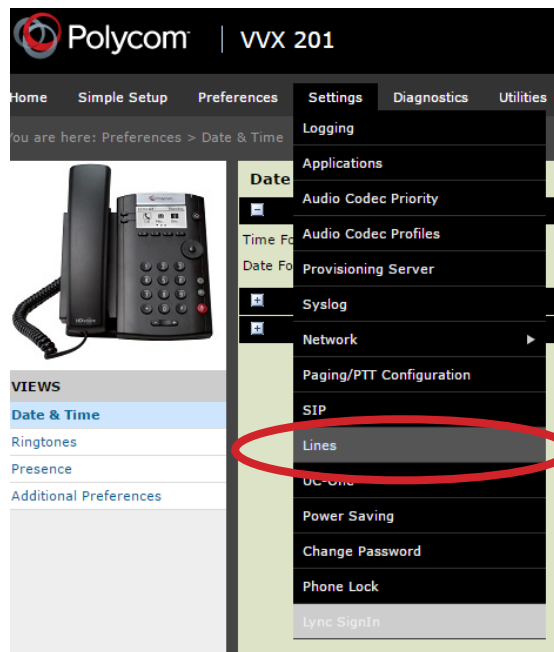 Polycom | VVX 201
Home Simple Setup Preferences Settings Diagnostics Utilities
You are here: Preferences > Date & Time
Logging
Applications
Audio Codec Priority
Audio Codec Profiles
Provisioning Server
Syslog
Network
Paging/PTT Configuration
SIP
Lines
UC-One
Power Saving
Change Password
Phone Lock
Lync SignIn
Date
Time Fo
Date Fo
VIEWS
Date & Time
Ringtones
Presence
Additional Preferences